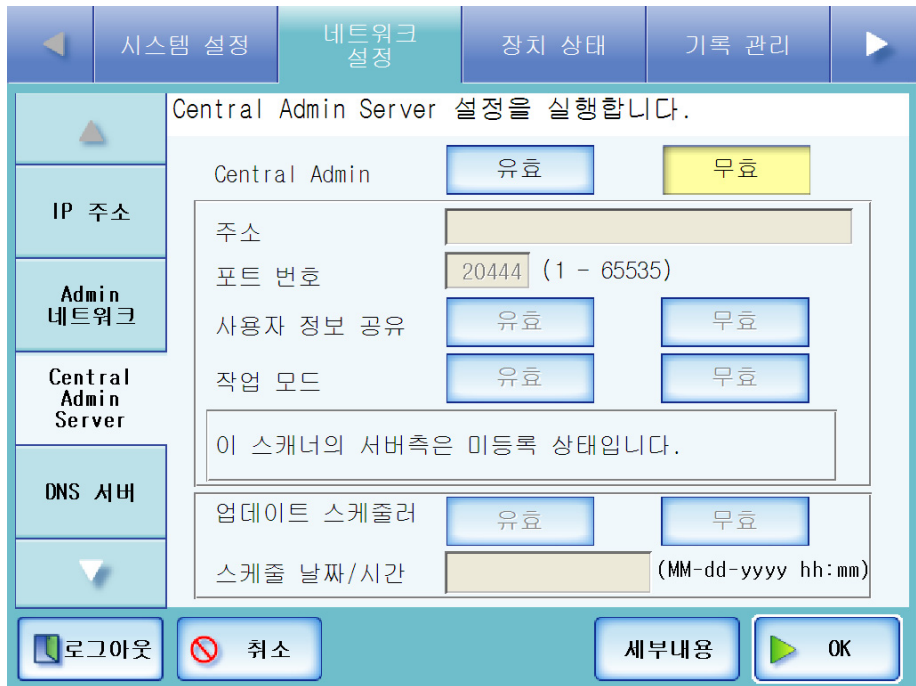 시스템 설정
네트워크
설정
장치 상태
기록 관리
IP 주소
Admin
네트워크
Central
Admin
Server
DNS 서버
Central Admin Server 설정을 실행합니다.
Central Admin 유효 무효
주소
포트 번호 20444 (1 - 65535)
사용자 정보 공유 유효 무효
작업 모드 유효 무효
이 스캐너의 서버측은 미등록 상태입니다.
업데이트 스케줄러 유효 무효
스케줄 날짜/시간 (MM-dd-yyyy hh:mm)
로그아웃 취소 세부내용 OK